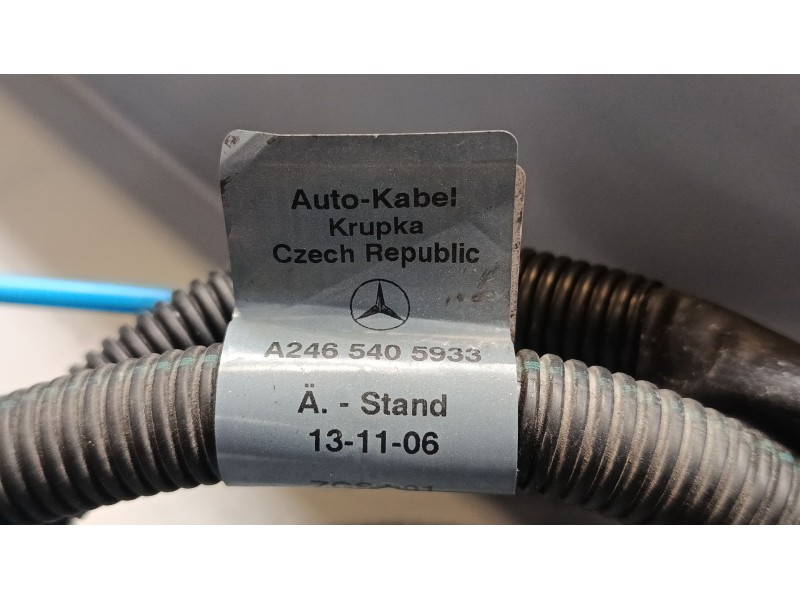 Auto-Kabel
Krupka
Czech Republic
A246 540 5933
Ä. - Stand
13-11-06